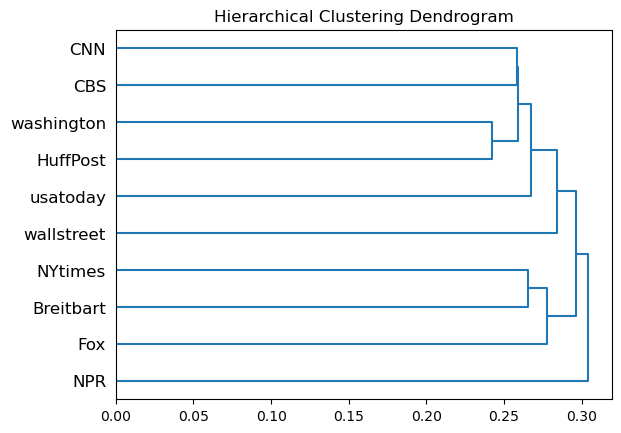 Hierarchical Clustering Dendrogram
CNN
CBS
washington
HuffPost
usatoday
wallstreet
NYtimes
Breitbart
Fox
NPR
0.00 0.05 0.10 0.15 0.20 0.25 0.30